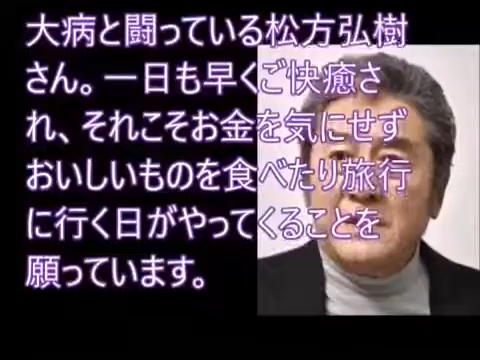 大病と闘っている松方弘樹
さん。一日も早くご快癒さ
れ、それこそお金を気にせず
おいしいものを食べたり旅行
に行く日がやってくることを
願っています。